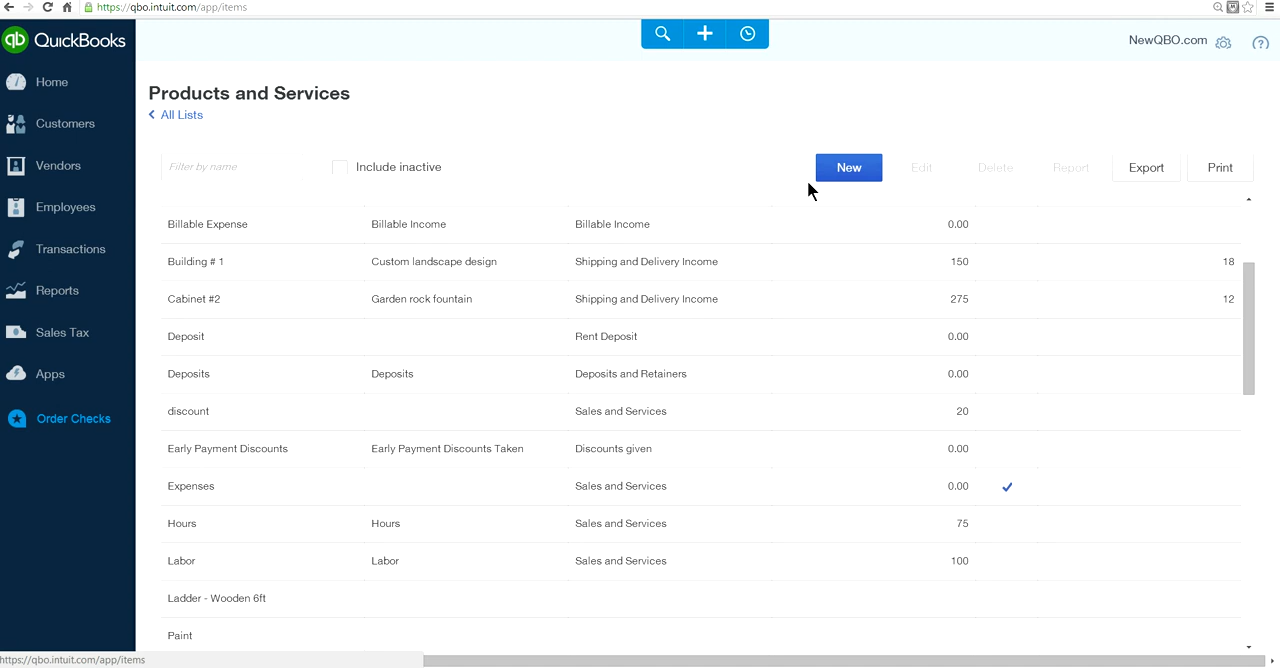 https://qbo.intuit.com/app/items
qb QuickBooks
NewQBO.com
Home
Customers
Vendors
Employees
Transactions
Reports
Sales Tax
Apps
Order Checks
Products and Services
All Lists
Filter by name Include inactive New Edit Delete Report Export Print
Billable Expense Billable Income Billable Income 0.00
Building # 1 Custom landscape design Shipping and Delivery Income 150 18
Cabinet #2 Garden rock fountain Shipping and Delivery Income 275 12
Deposit Rent Deposit 0.00
Deposits Deposits Deposits and Retainers 0.00
discount Sales and Services 20
Early Payment Discounts Early Payment Discounts Taken Discounts given 0.00
Expenses Sales and Services 0.00
Hours Hours Sales and Services 75
Labor Labor Sales and Services 100
Ladder - Wooden 6ft
Paint
https://qbo.intuit.com/app/items